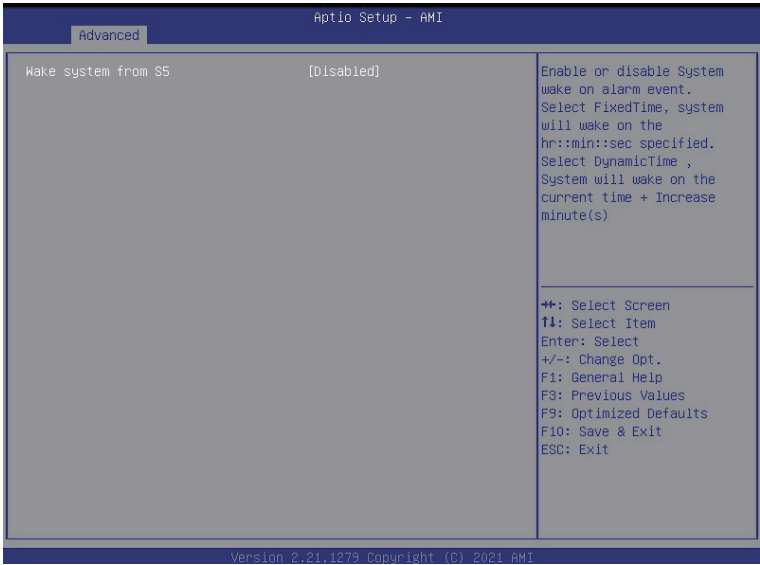 Aptio Setup – AMI
Advanced
Wake system from S5 [Disabled]
Enable or disable System
wake on alarm event.
Select FixedTime, system
will wake on the
hr::min::sec specified.
Select DynamicTime ,
System will wake on the
current time + Increase
minute(s)
→←: Select Screen
↑↓: Select Item
Enter: Select
+/-: Change Opt.
F1: General Help
F3: Previous Values
F9: Optimized Defaults
F10: Save & Exit
ESC: Exit
Version 2.21.1279 Copyright (C) 2021 AMI